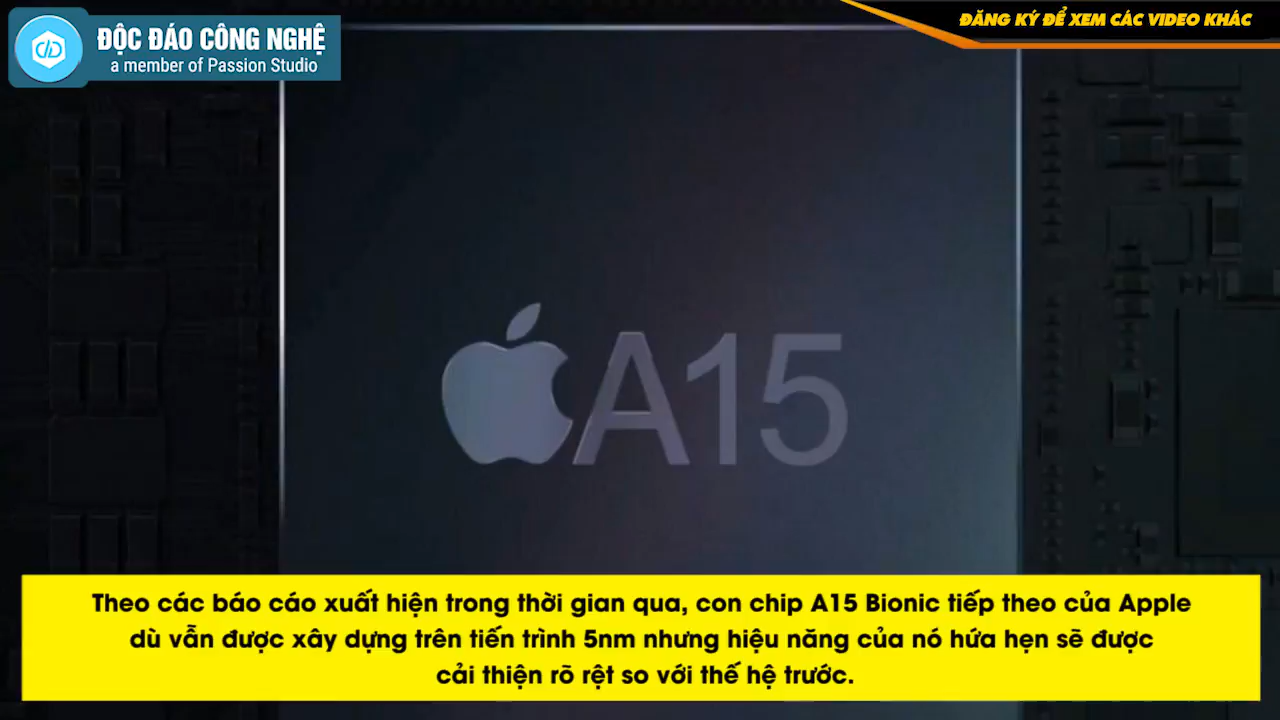 ĐỘC ĐÁO CÔNG NGHỆ
a member of Passion Studio
ĐĂNG KÝ ĐỂ XEM CÁC VIDEO KHÁC
A15
Theo các báo cáo xuất hiện trong thời gian qua, con chip A15 Bionic tiếp theo của Apple
dù vẫn được xây dựng trên tiến trình 5nm nhưng hiệu năng của nó hứa hẹn sẽ được
cải thiện rõ rệt so với thế hệ trước.